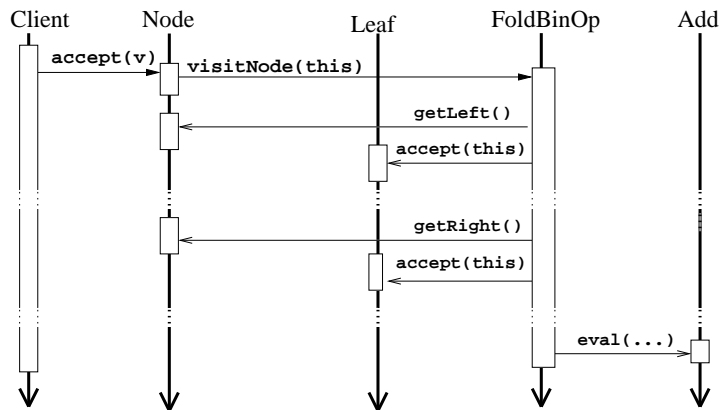 Client Node Leaf FoldBinOp Add
accept(v)
visitNode(this)
getLeft()
accept(this)
getRight()
accept(this)
eval(...)